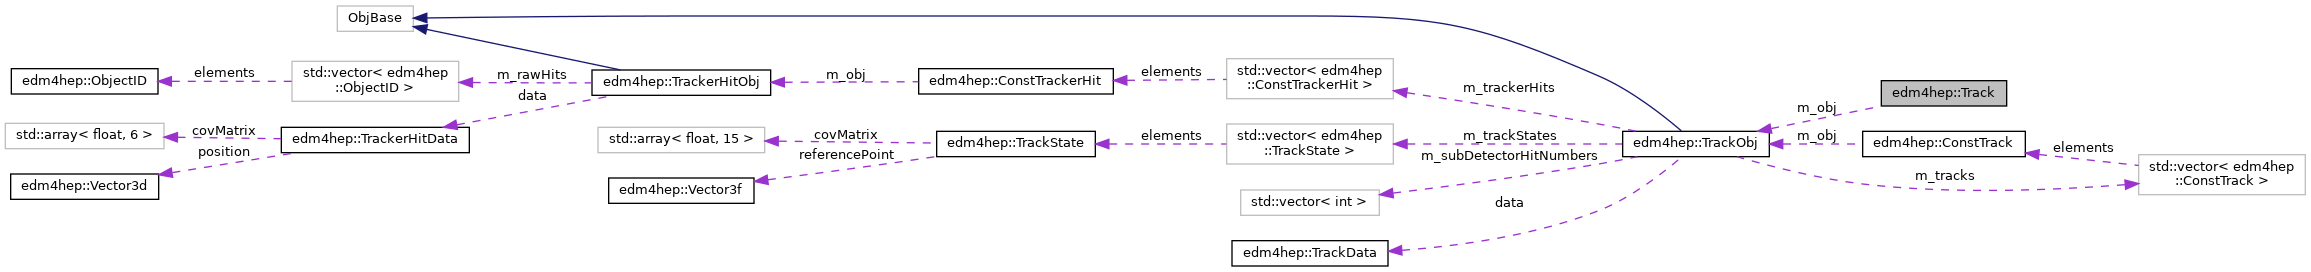 ObjBase
edm4hep::ObjectID
elements
std::vector< edm4hep
::ObjectID >
m_rawHits
edm4hep::TrackerHitObj
data
m_obj
edm4hep::ConstTrackerHit
elements
std::vector< edm4hep
::ConstTrackerHit >
m_trackerHits
edm4hep::Track
m_obj
std::array< float, 6 >
covMatrix
position
edm4hep::TrackerHitData
std::array< float, 15 >
covMatrix
referencePoint
edm4hep::TrackState
elements
std::vector< edm4hep
::TrackState >
m_trackStates
m_subDetectorHitNumbers
edm4hep::TrackObj
m_obj
edm4hep::ConstTrack
elements
std::vector< edm4hep
::ConstTrack >
m_tracks
edm4hep::Vector3d
edm4hep::Vector3f
std::vector< int >
data
edm4hep::TrackData